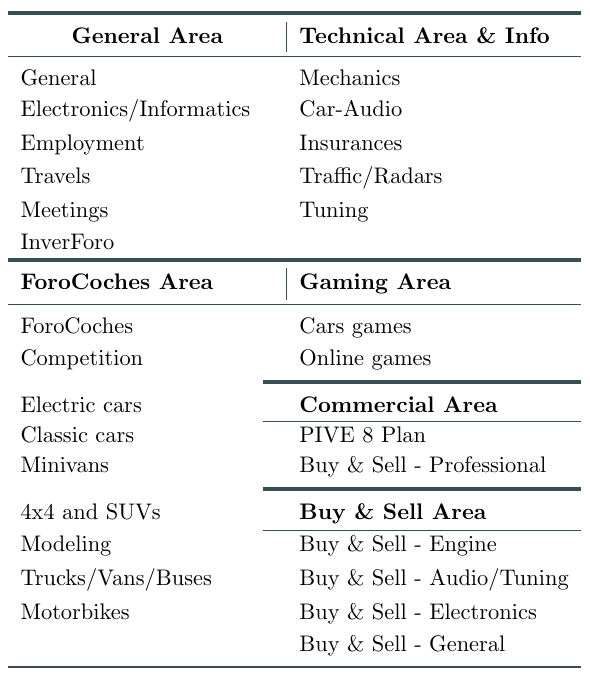 General Area
Technical Area & Info
General
Mechanics
Electronics/Informatics
Car-Audio
Employment
Insurances
Travels
Traffic/Radars
Meetings
Tuning
InverForo
ForoCoches Area
Gaming Area
ForoCoches
Cars games
Competition
Online games
Electric cars
Commercial Area
Classic cars
PIVE 8 Plan
Minivans
Buy & Sell - Professional
4x4 and SUVs
Buy & Sell Area
Modeling
Buy & Sell - Engine
Trucks/Vans/Buses
Buy & Sell - Audio/Tuning
Motorbikes
Buy & Sell - Electronics
Buy & Sell - General